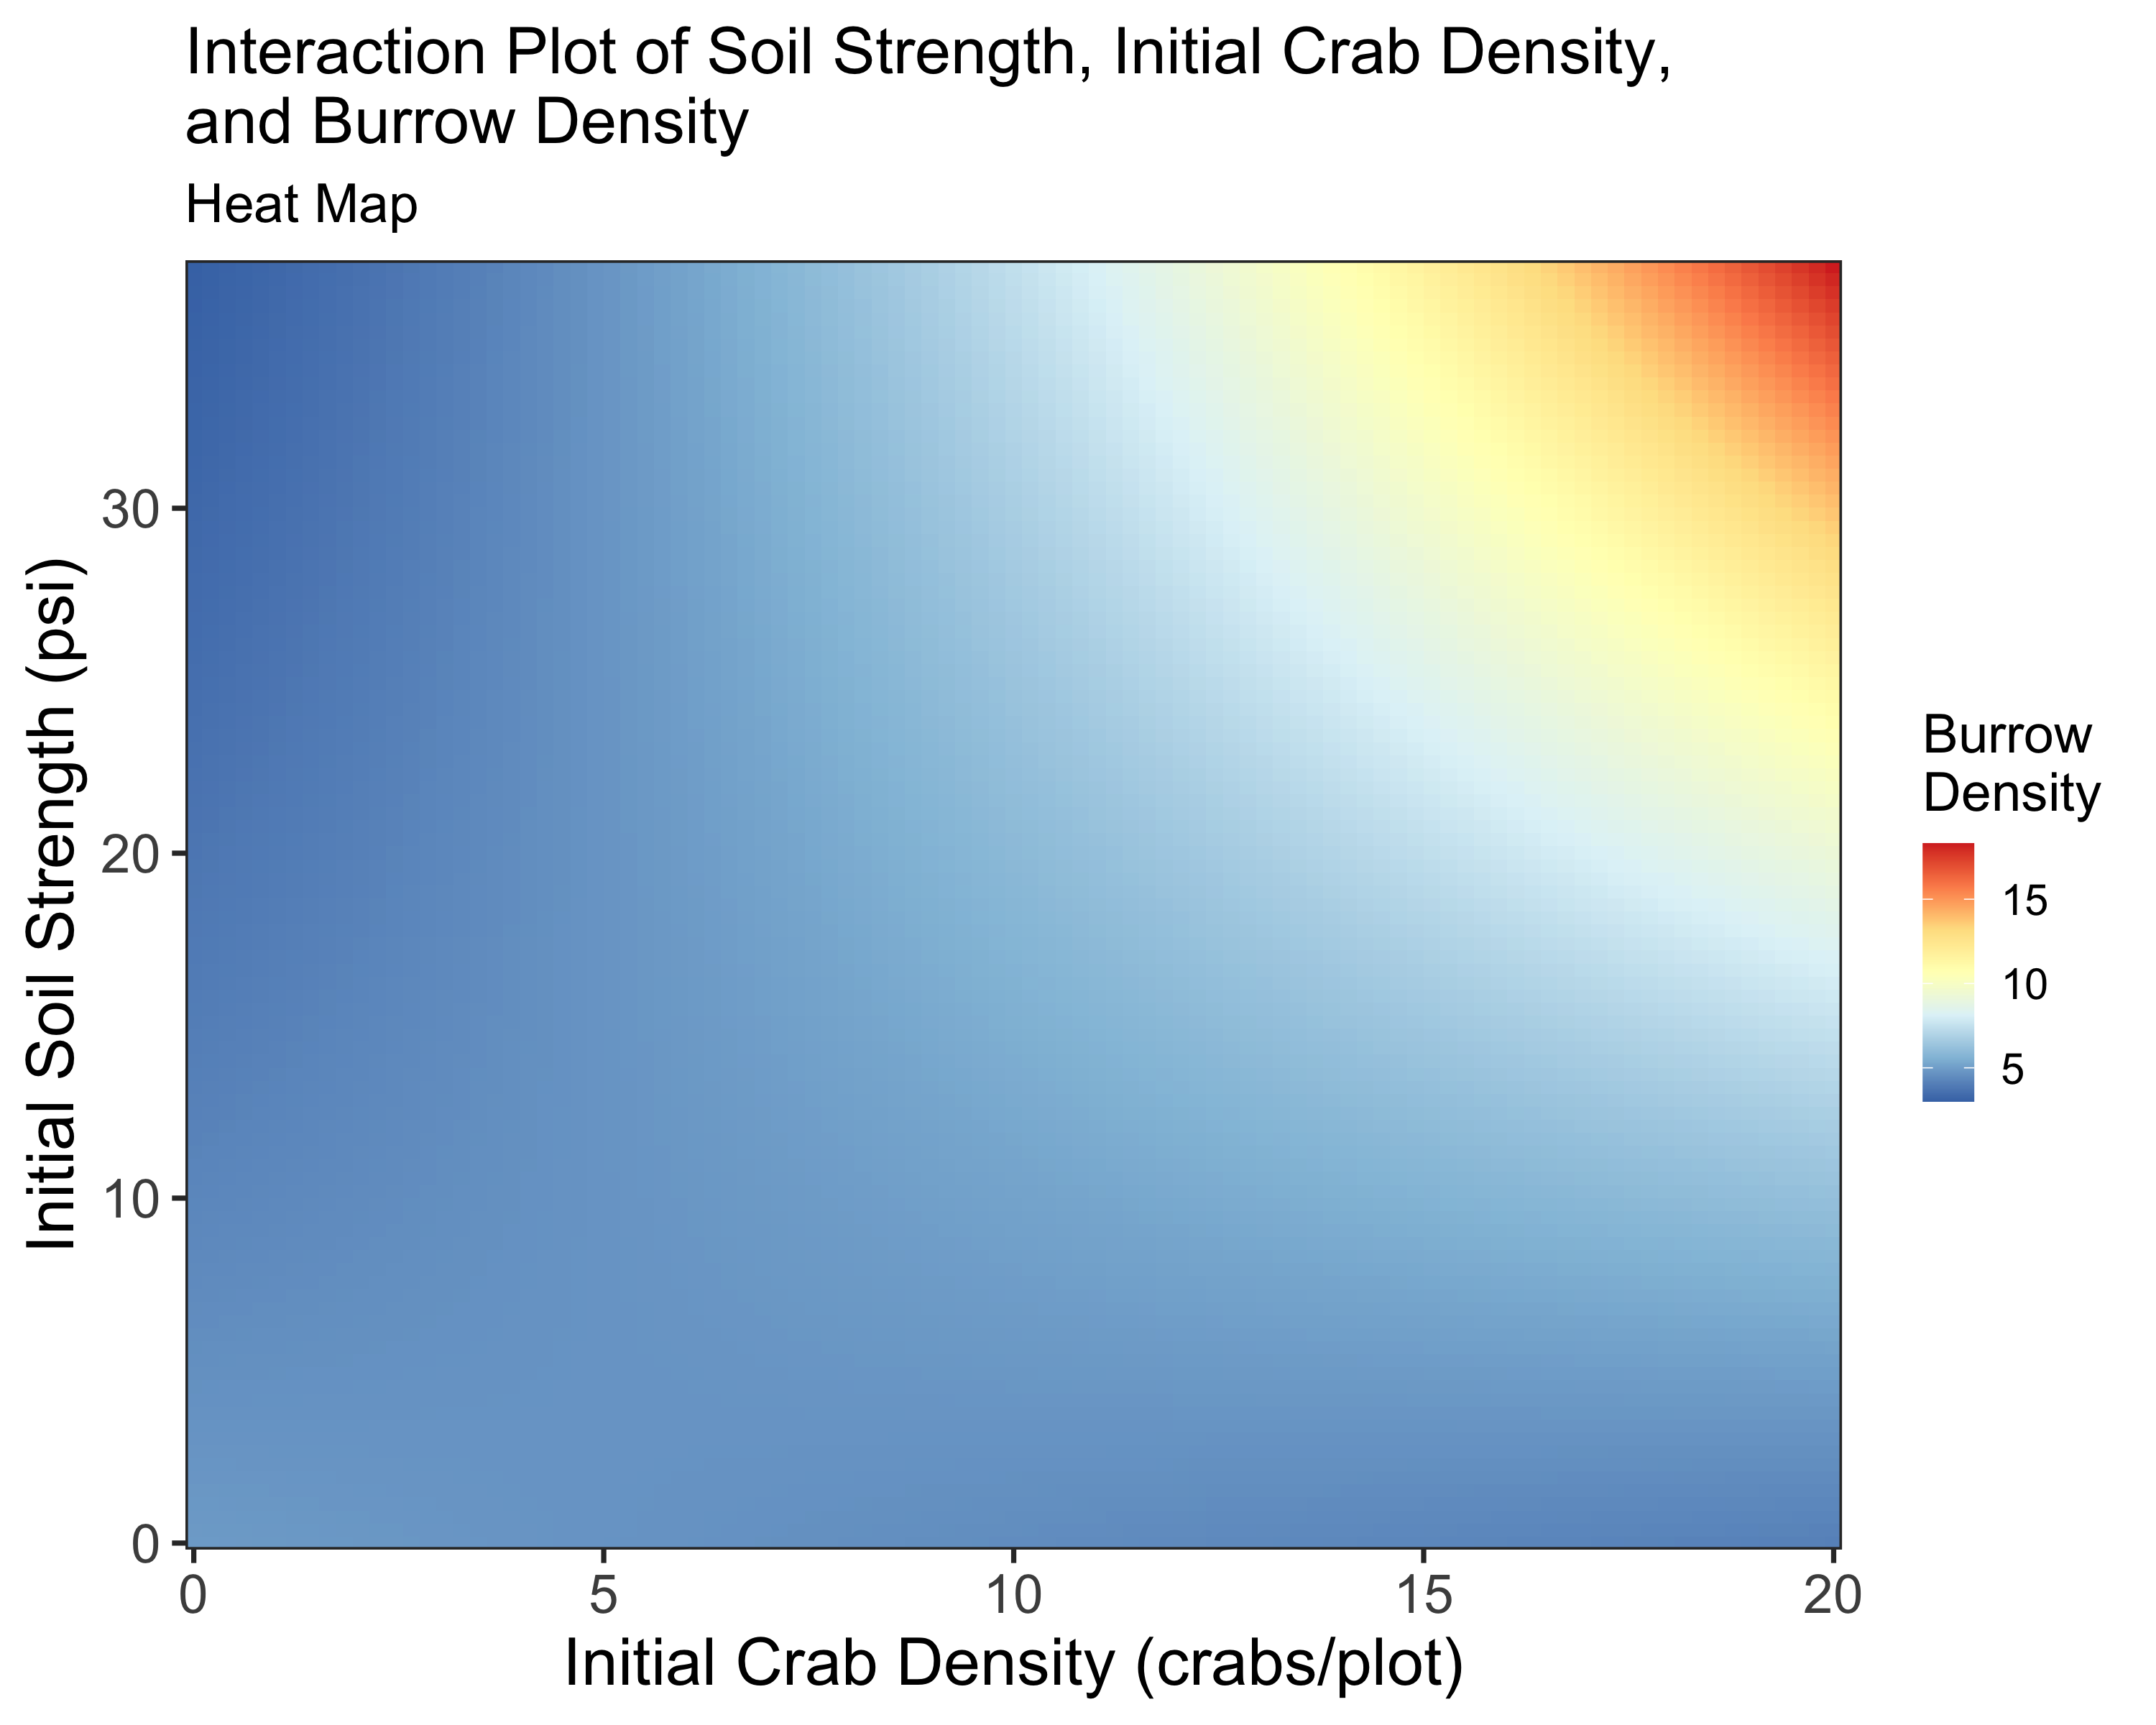 Interaction Plot of Soil Strength, Initial Crab Density,
and Burrow Density
Heat Map
Initial Soil Strength (psi)
30
20
10
0
0
5
10
15
20
Initial Crab Density (crabs/plot)
Burrow
Density
15
10
5